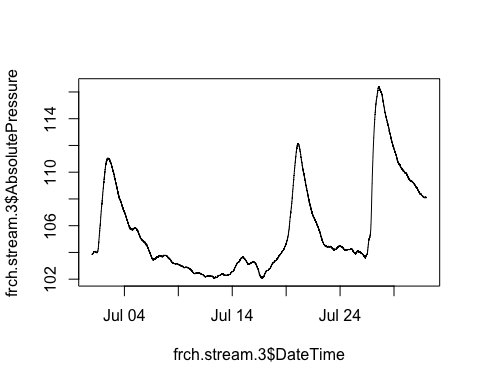 frch.stream.3$AbsolutePressure
114
110
106
102
Jul 04
Jul 14
Jul 24
frch.stream.3$DateTime